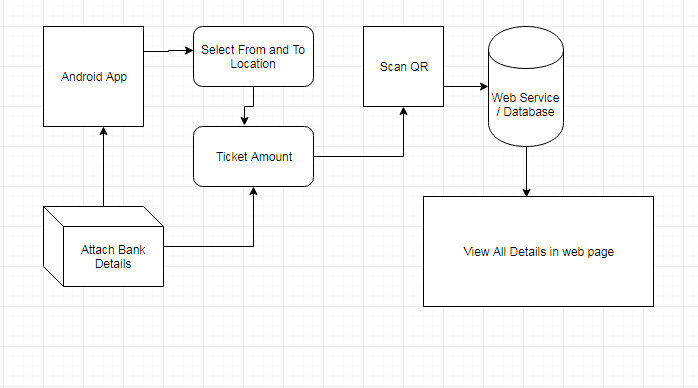 Android App
Select From and To
Location
Scan QR
Web Service
/ Database
Ticket Amount
Attach Bank
Details
View All Details in web page